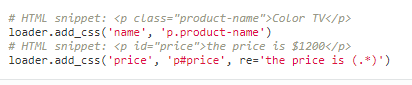 # HTML snippet: <p class="product-name">Color TV</p>
loader.add_css('name', 'p.product-name')
# HTML snippet: <p id="price">the price is $1200</p>
loader.add_css('price', 'p#price', re='the price is (.*)')